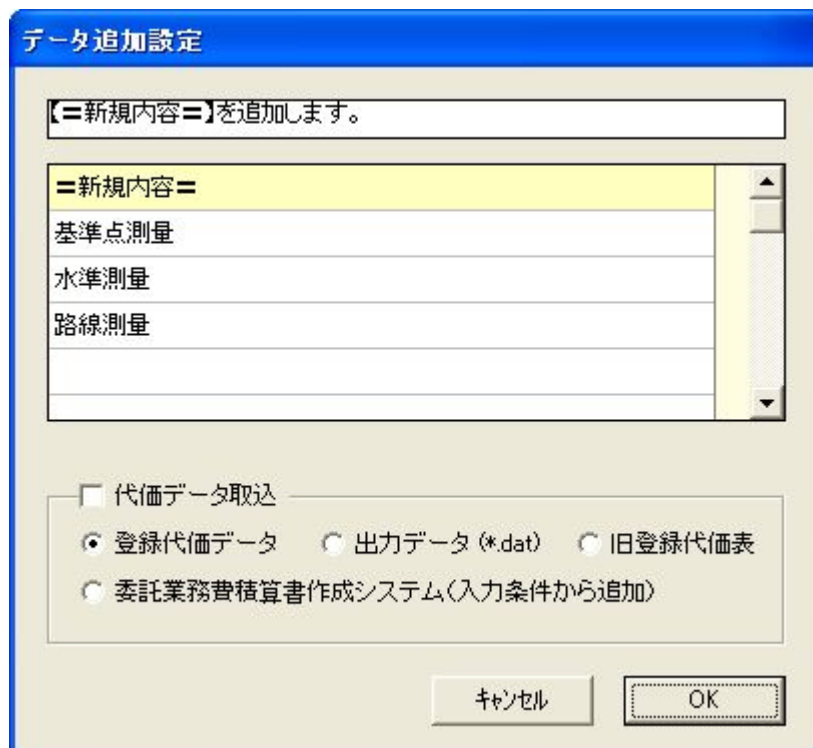 データ追加設定
【=新規内容=】を追加します。
=新規内容=
基準点測量
水準測量
路線測量
代価データ取込
登録代価データ 出力データ(*.dat) 旧登録代価表
委託業務費積算書作成システム(入力条件から追加)
キャンセル OK